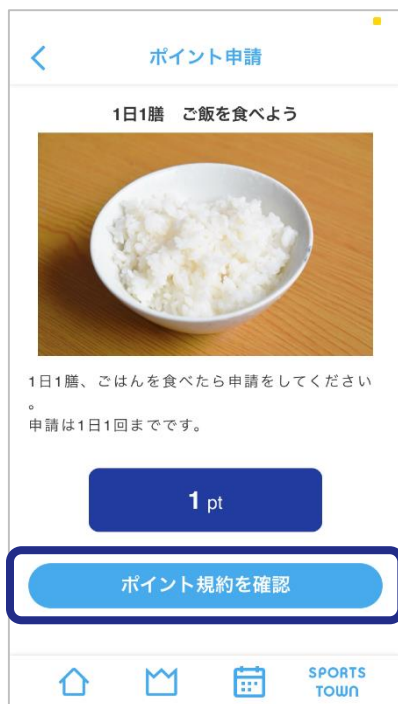 ポイント申請
1日1膳　ご飯を食べよう
1日1膳、ごはんを食べたら申請をしてください
。
申請は1日1回までです。
1 pt
ポイント規約を確認
SPORTS
TOWN